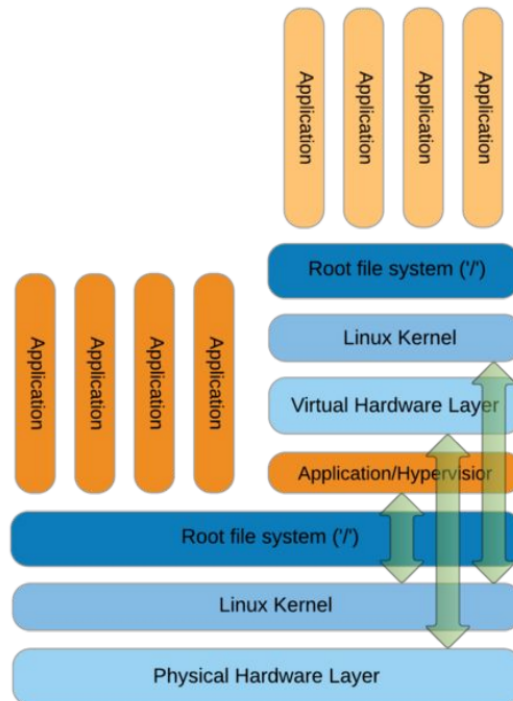 Application
Application
Application
Application
Root file system ('/')
Linux Kernel
Virtual Hardware Layer
Application/Hypervisior
Application
Application
Application
Application
Root file system ('/')
Linux Kernel
Physical Hardware Layer